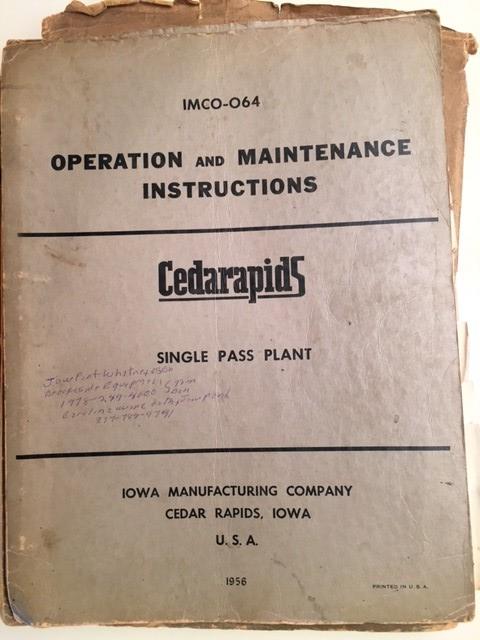 IMCO-064
OPERATION AND MAINTENANCE
INSTRUCTIONS
Cedarapids
SINGLE PASS PLANT
IOWA MANUFACTURING COMPANY
CEDAR RAPIDS, IOWA
U. S. A.
1956
PRINTED IN U. S. A.